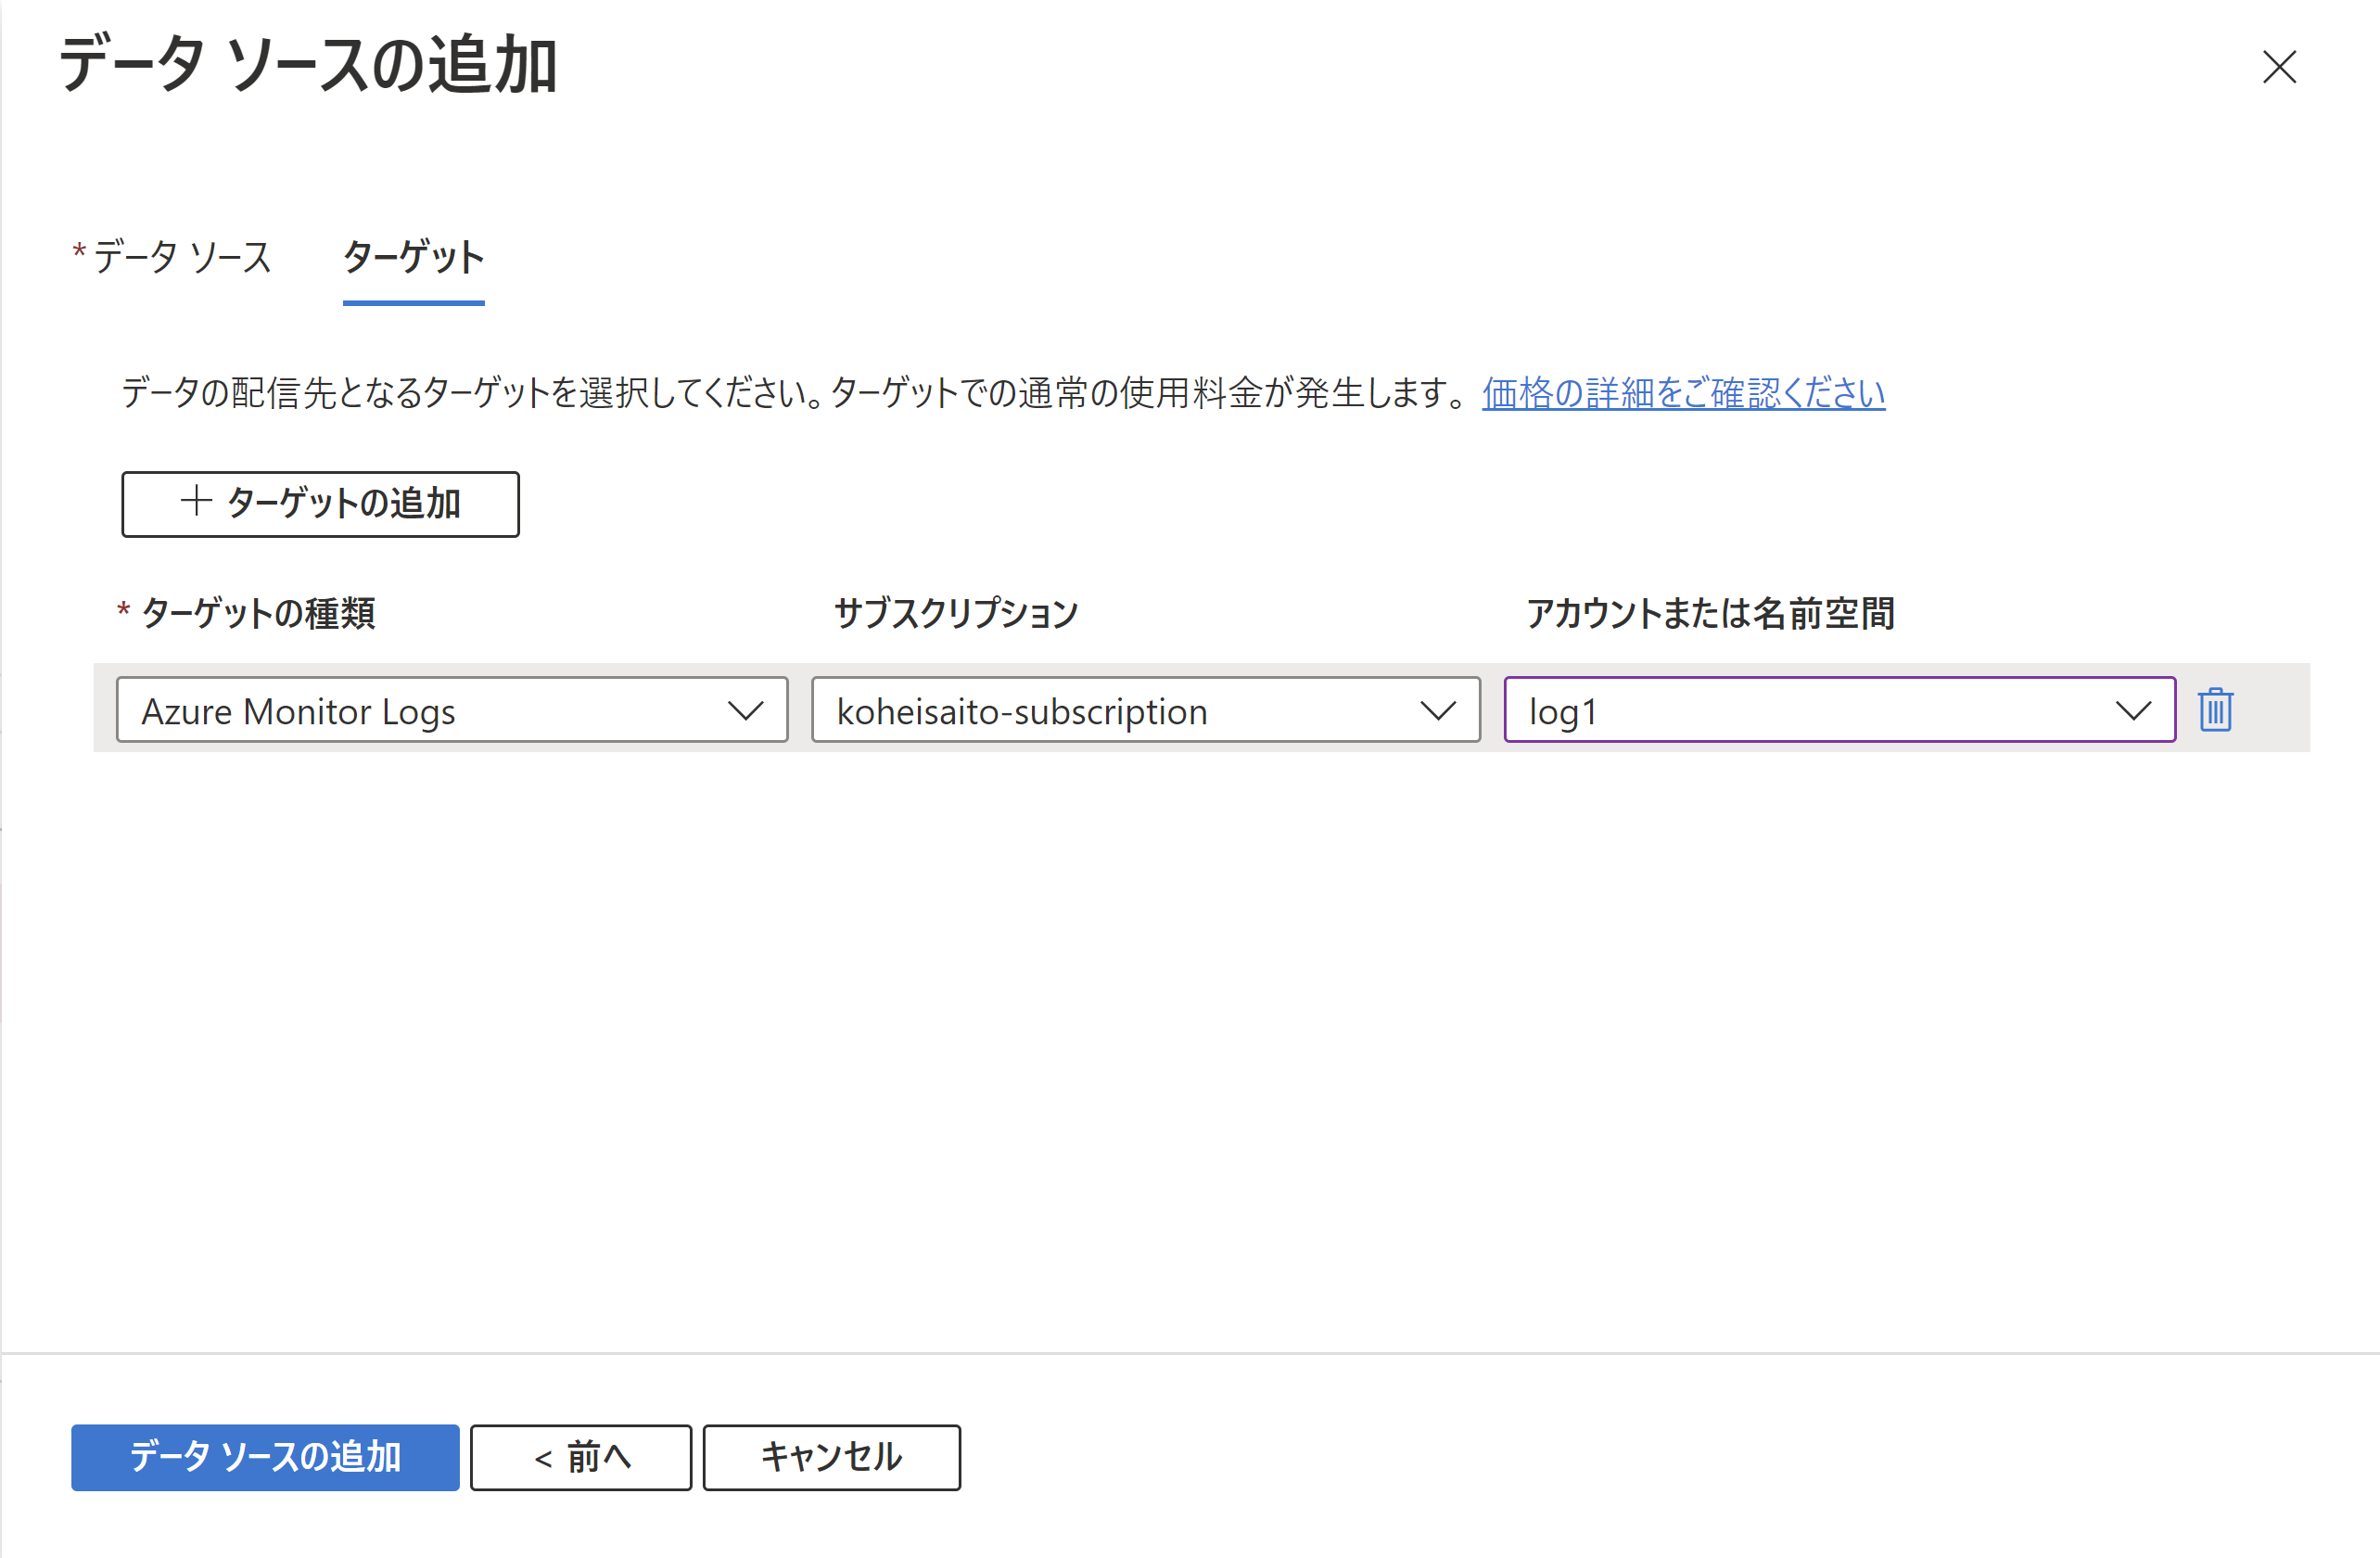 データ ソースの追加
* データ ソース ターゲット
データの配信先となるターゲットを選択してください。ターゲットでの通常の使用料金が発生します。 価格の詳細をご確認ください
＋ ターゲットの追加
* ターゲットの種類 サブスクリプション アカウントまたは名前空間
Azure Monitor Logs koheisaito-subscription log1
データ ソースの追加 < 前へ キャンセル